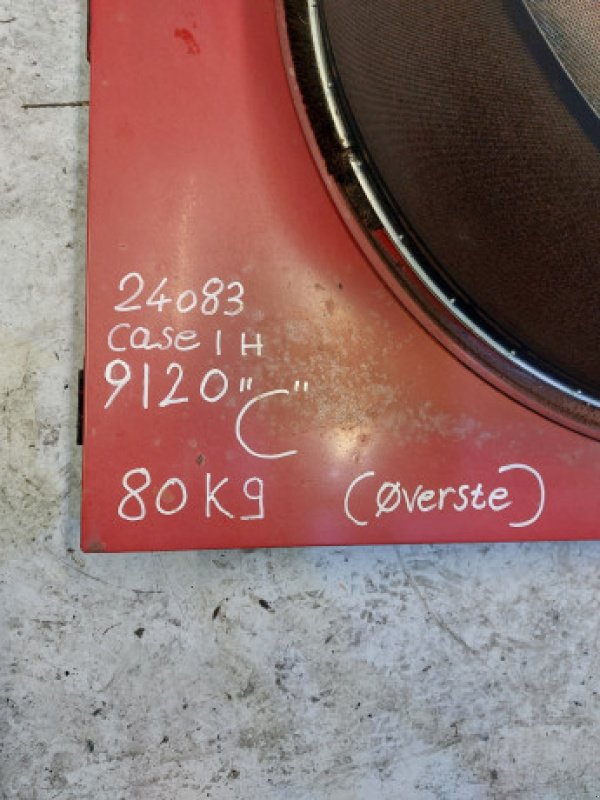 24083
Case IH
9120 "C"
80 Kg (Øverste)